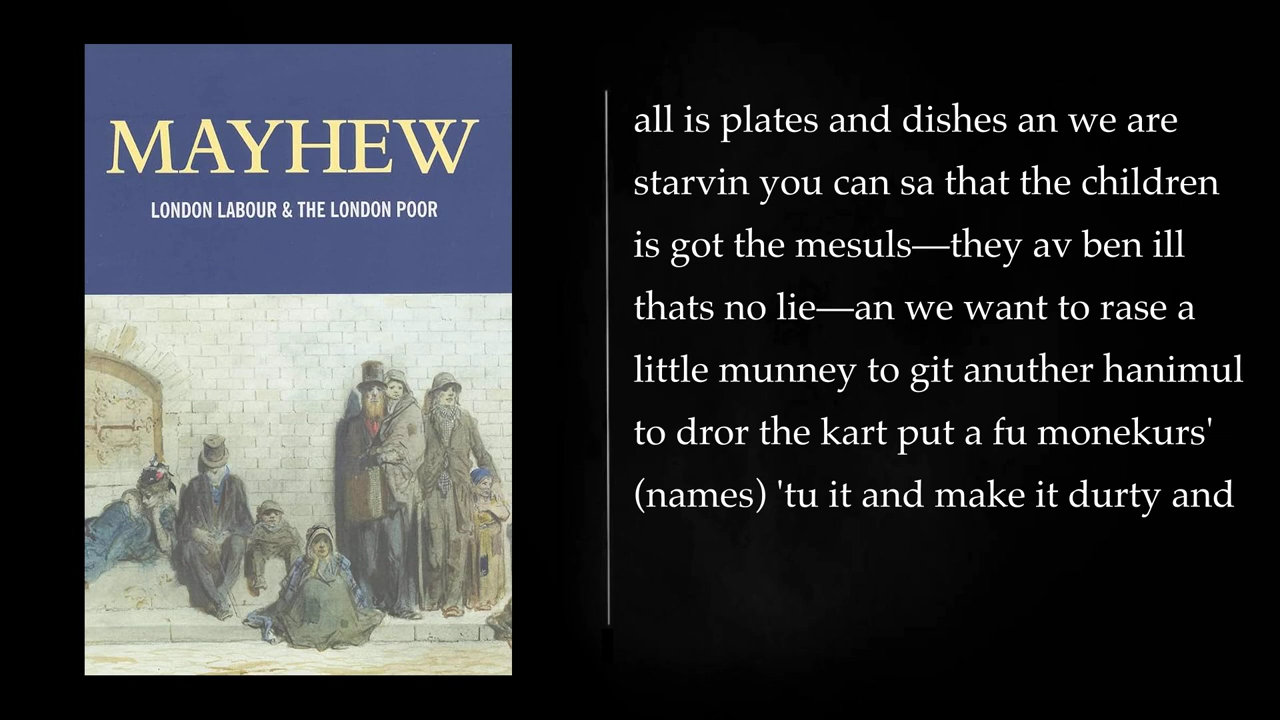 MAYHEW
LONDON LABOUR & THE LONDON POOR
all is plates and dishes an we are
starvin you can sa that the children
is got the mesuls—they av ben ill
thats no lie—an we want to rase a
little munney to git anuther hanimul
to dror the kart put a fu monekurs'
(names) 'tu it and make it durty and